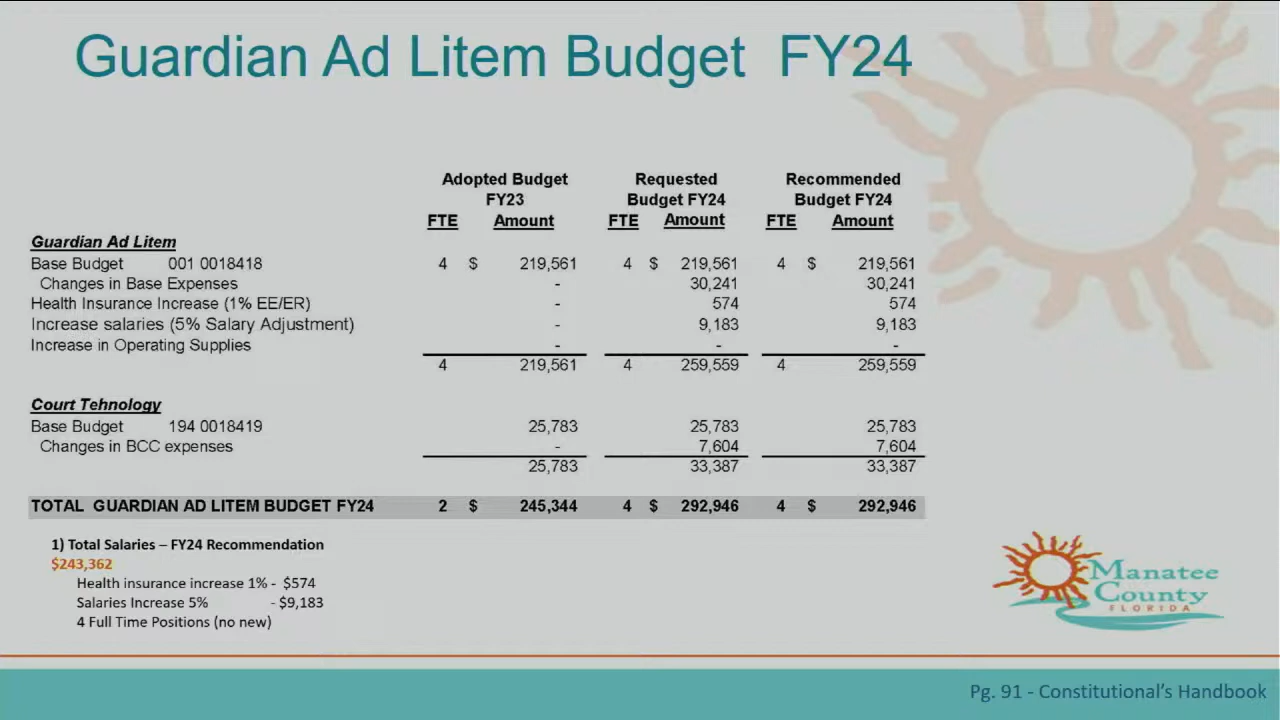 Guardian Ad Litem Budget FY24
Adopted Budget Requested Recommended
FY23 Budget FY24 Budget FY24
FTE Amount FTE Amount FTE Amount
Guardian Ad Litem
Base Budget 001 0018418 4 $ 219,561 4 $ 219,561 4 $ 219,561
Changes in Base Expenses - 30,241 30,241
Health Insurance Increase (1% EE/ER) - 574 574
Increase salaries (5% Salary Adjustment) - 9,183 9,183
Increase in Operating Supplies - - -
4 219,561 4 259,559 4 259,559
Court Tehnology
Base Budget 194 0018419 25,783 25,783 25,783
Changes in BCC expenses - 7,604 7,604
25,783 33,387 33,387
TOTAL GUARDIAN AD LITEM BUDGET FY24 2 $ 245,344 4 $ 292,946 4 $ 292,946
1) Total Salaries – FY24 Recommendation
$243,362
Health insurance increase 1% - $574
Salaries Increase 5% - $9,183
4 Full Time Positions (no new)
Manatee
County
FLORIDA
Pg. 91 - Constitutional's Handbook